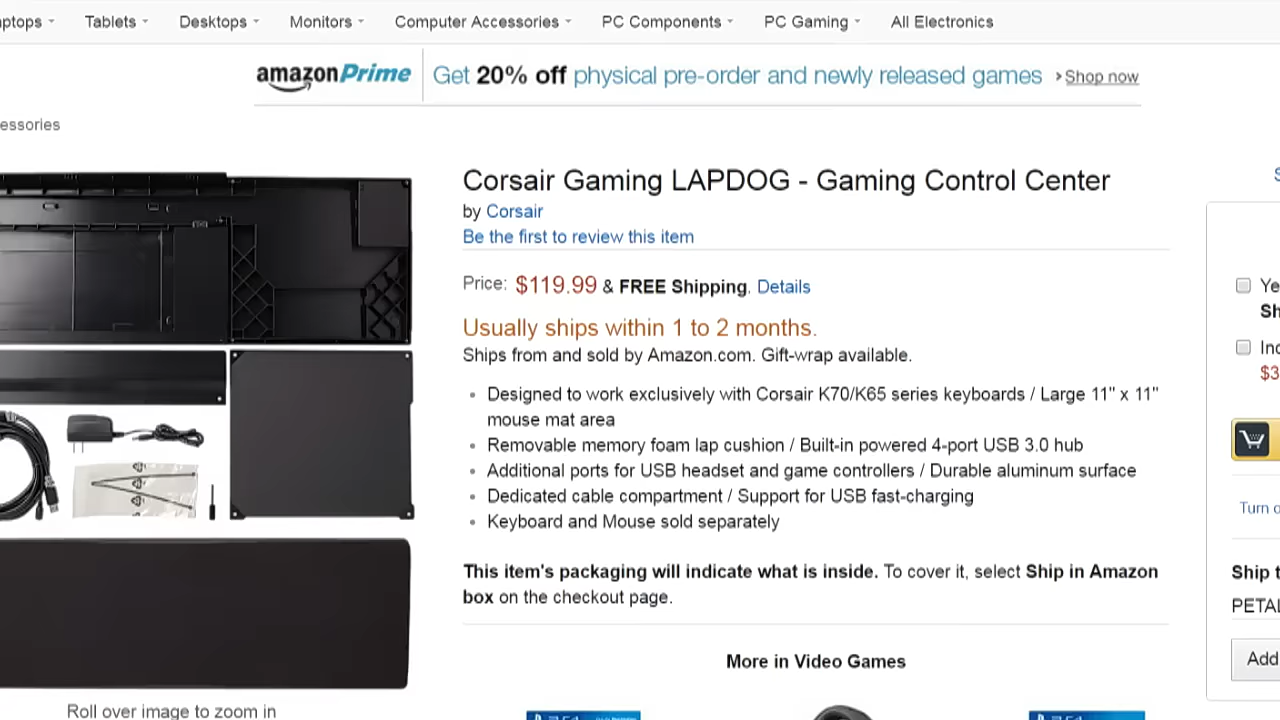 Tablets
Desktops
Monitors
Computer Accessories
PC Components
PC Gaming
All Electronics
amazonPrime
Get 20% off physical pre-order and newly released games
Shop now
essories
Corsair Gaming LAPDOG - Gaming Control Center
by Corsair
Be the first to review this item
Price: $119.99 & FREE Shipping. Details
Usually ships within 1 to 2 months.
Ships from and sold by Amazon.com. Gift-wrap available.
Designed to work exclusively with Corsair K70/K65 series keyboards / Large 11" x 11"
mouse mat area
Removable memory foam lap cushion / Built-in powered 4-port USB 3.0 hub
Additional ports for USB headset and game controllers / Durable aluminum surface
Dedicated cable compartment / Support for USB fast-charging
Keyboard and Mouse sold separately
This item's packaging will indicate what is inside. To cover it, select Ship in Amazon
box on the checkout page.
More in Video Games
Roll over image to zoom in
Turn
Ship t
PETAL
Add